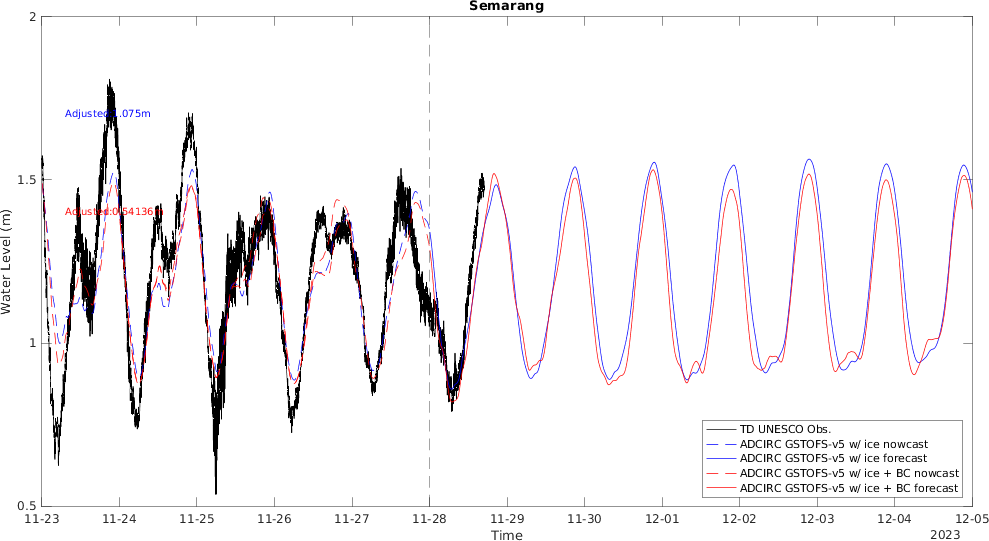 Semarang
2
1.5
1
0.5
Water Level (m)
Adjusted:1.075m
Adjusted:0.54136m
TD UNESCO Obs.
ADCIRC GSTOFS-v5 w/ ice nowcast
ADCIRC GSTOFS-v5 w/ ice forecast
ADCIRC GSTOFS-v5 w/ ice + BC nowcast
ADCIRC GSTOFS-v5 w/ ice + BC forecast
11-23 11-24 11-25 11-26 11-27 11-28 11-29 11-30 12-01 12-02 12-03 12-04 12-05
Time
2023